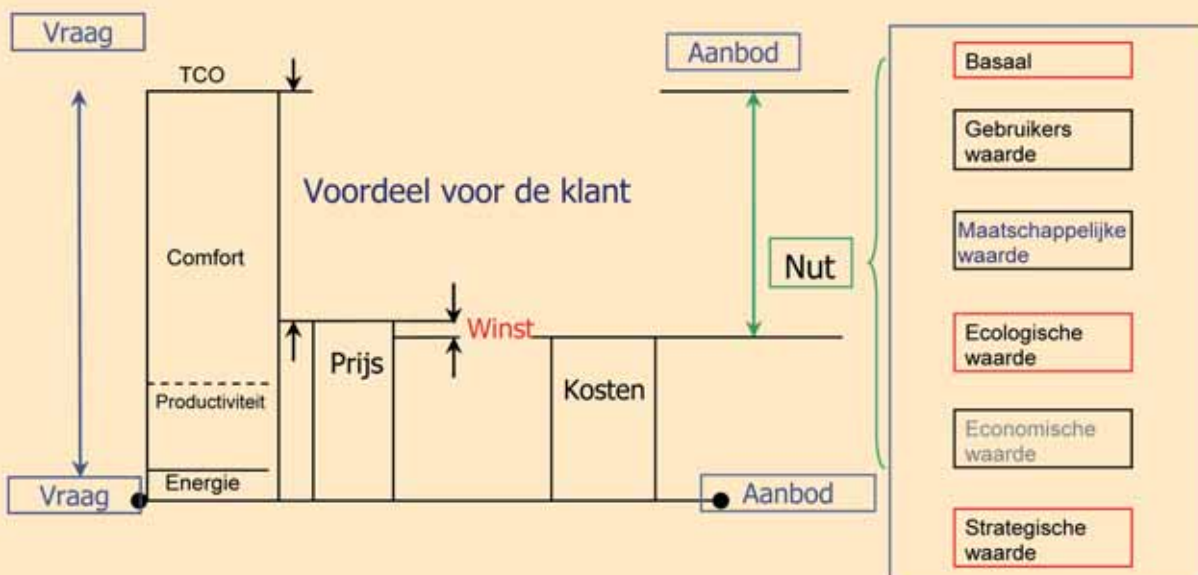 Vraag
TCO
Aanbod
Voordeel voor de klant
Comfort
Nut
Winst
Prijs
Kosten
Productiviteit
Energie
Vraag
Aanbod
Basaal
Gebruikers
waarde
Maatschappelijke
waarde
Ecologische
waarde
Economische
waarde
Strategische
waarde